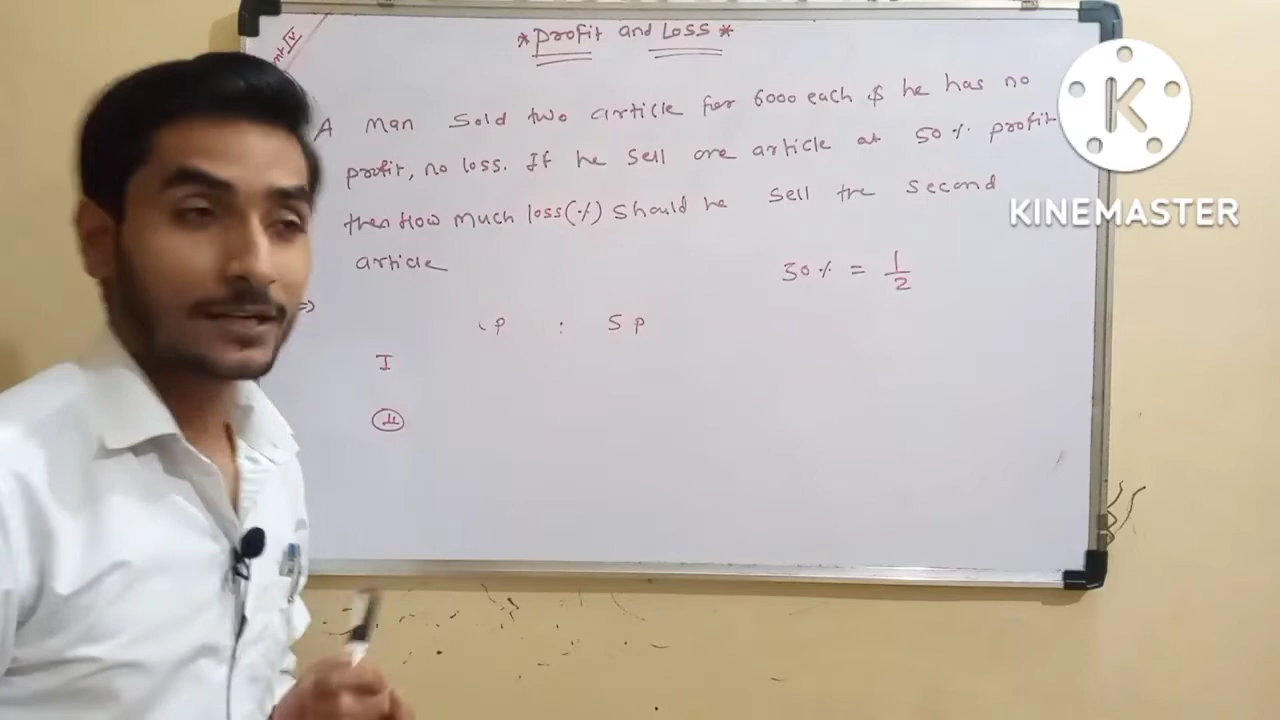 * Profit and Loss *
IV
A man sold two article for 6000 each & he has no
profit, no loss. If he sell one article at 50% profit
then How much loss(%) should he sell the second
article
50% = 1/2
⇒
CP : SP
I
II
KINEMASTER